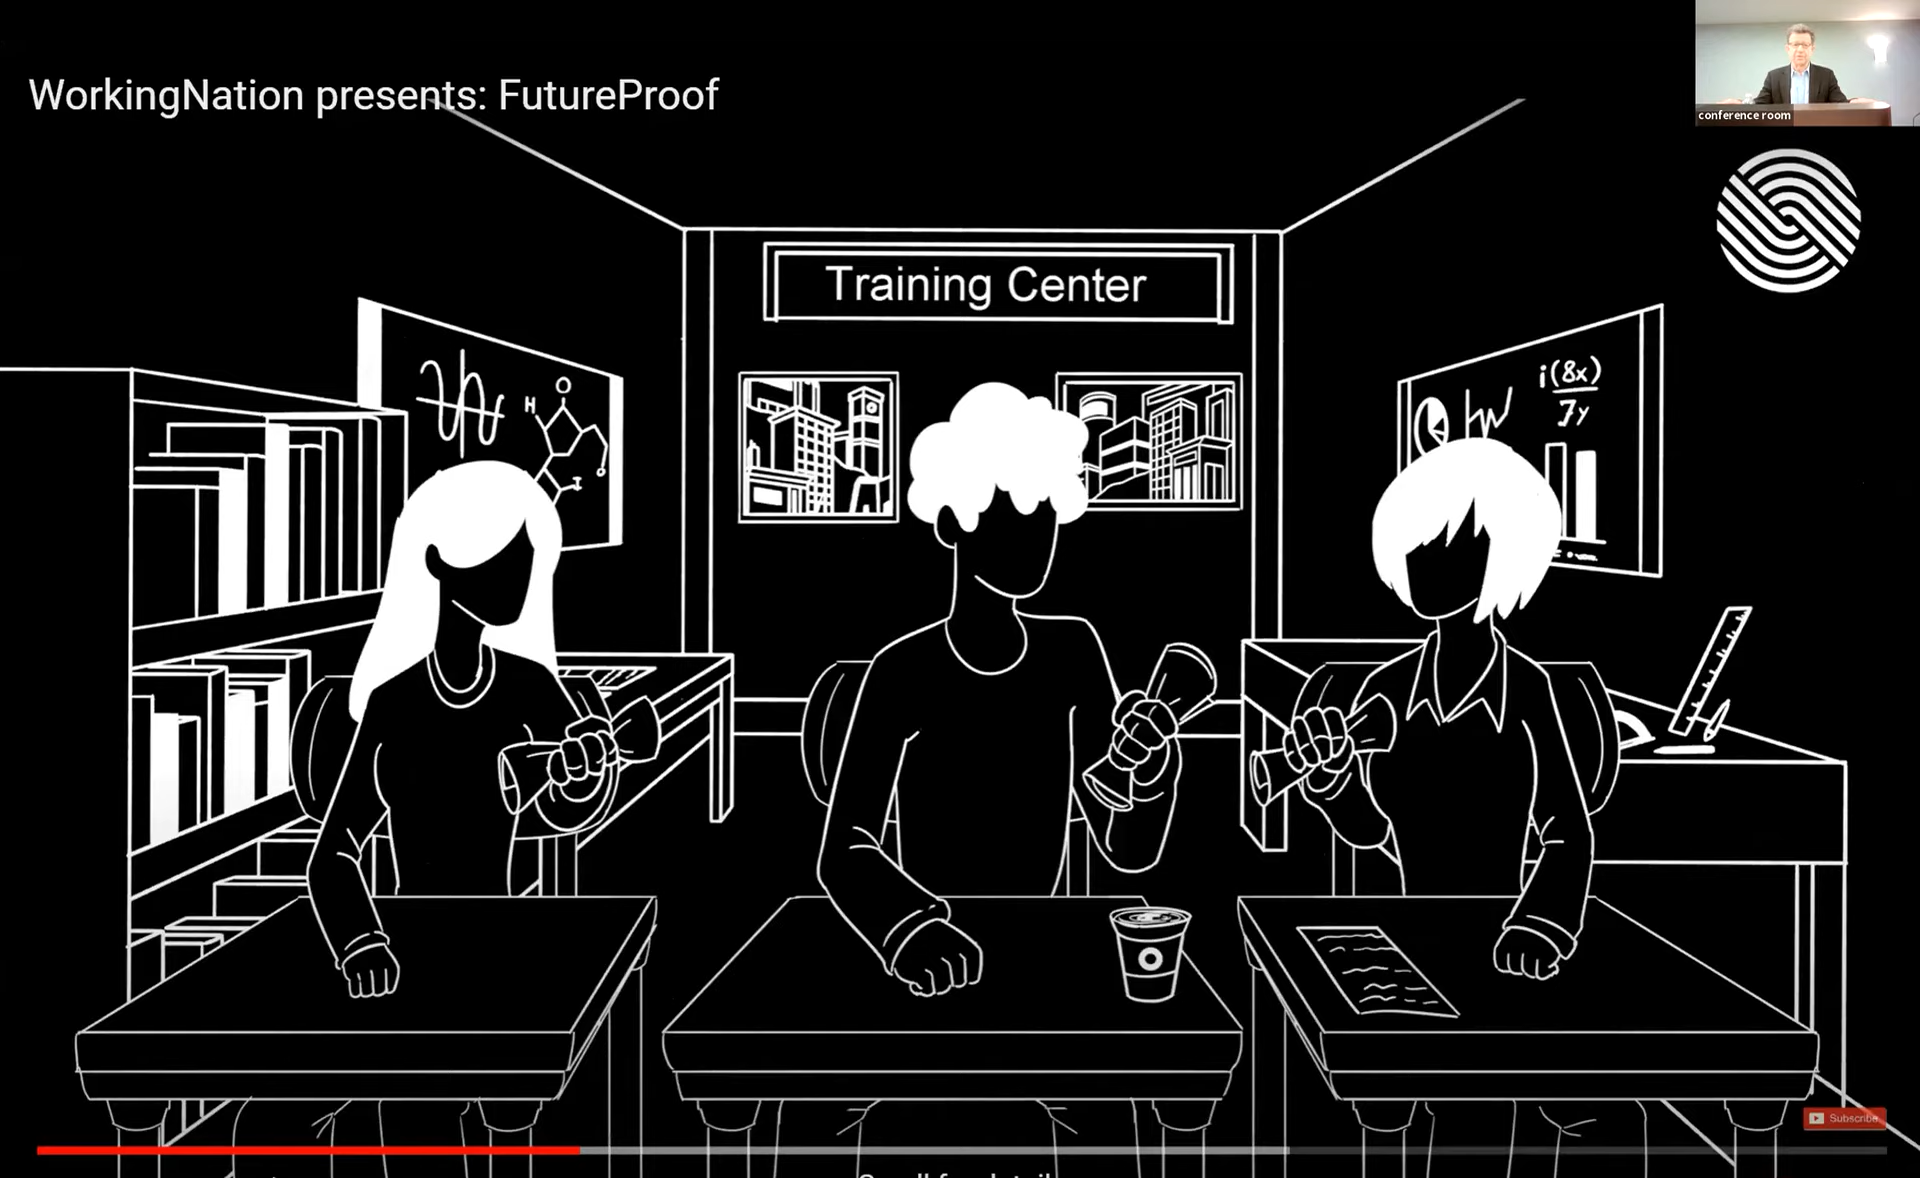 WorkingNation presents: FutureProof
conference room
Training Center
i(8x)
7y
H
O
I
Subscribe